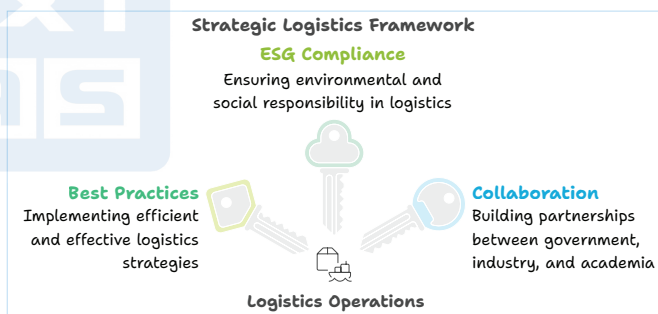 Strategic Logistics Framework
ESG Compliance
Ensuring environmental and
social responsibility in logistics
Best Practices
Implementing efficient
and effective logistics
strategies
Collaboration
Building partnerships
between government,
industry, and academia
Logistics Operations